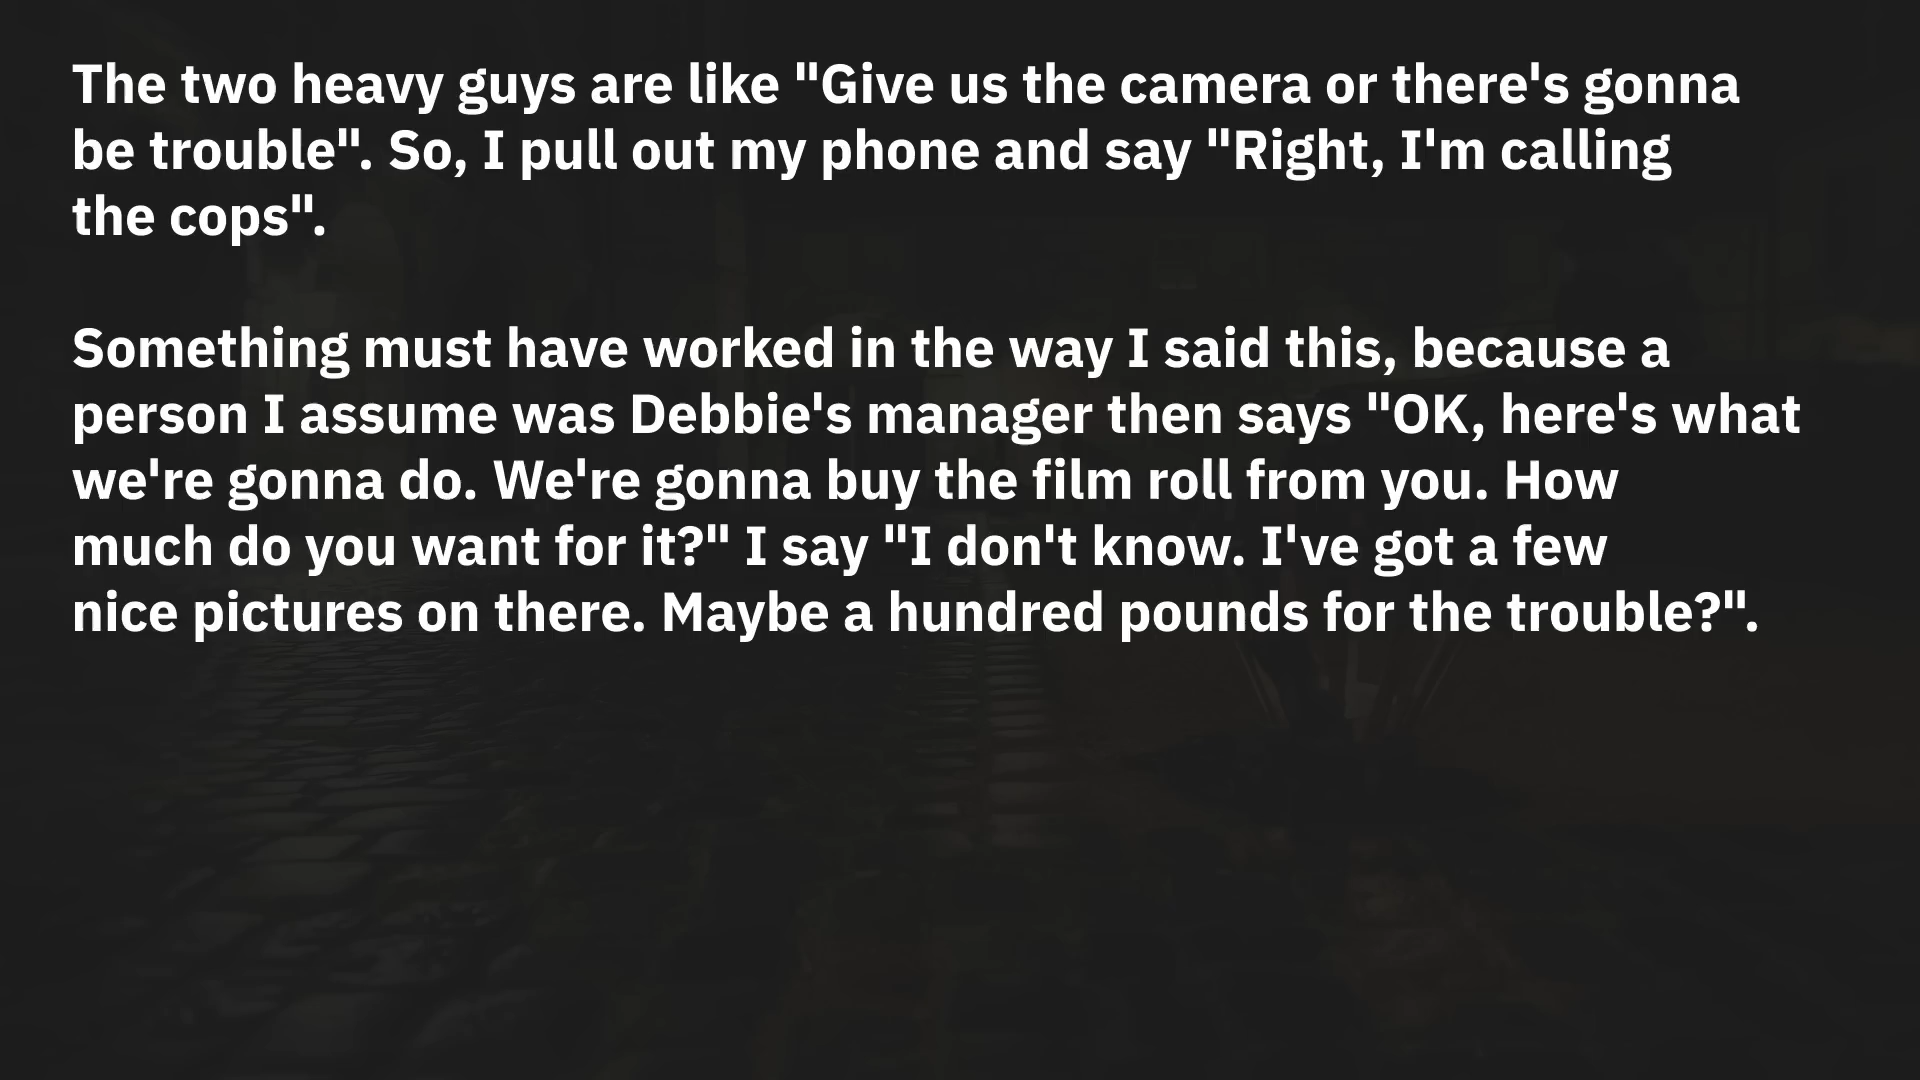 The two heavy guys are like "Give us the camera or there's gonna
be trouble". So, I pull out my phone and say "Right, I'm calling
the cops".
Something must have worked in the way I said this, because a
person I assume was Debbie's manager then says "OK, here's what
we're gonna do. We're gonna buy the film roll from you. How
much do you want for it?" I say "I don't know. I've got a few
nice pictures on there. Maybe a hundred pounds for the trouble?".